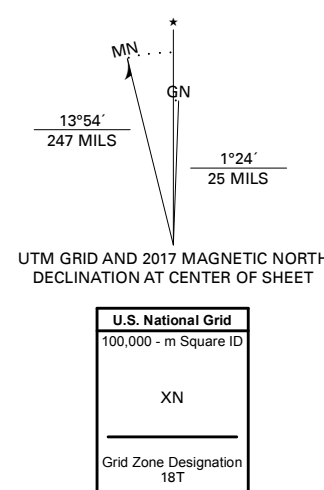 ★
MN
GN
13°54´
247 MILS
1°24´
25 MILS
UTM GRID AND 2017 MAGNETIC NORTH
DECLINATION AT CENTER OF SHEET
U.S. National Grid
100,000 - m Square ID
XN
Grid Zone Designation
18T